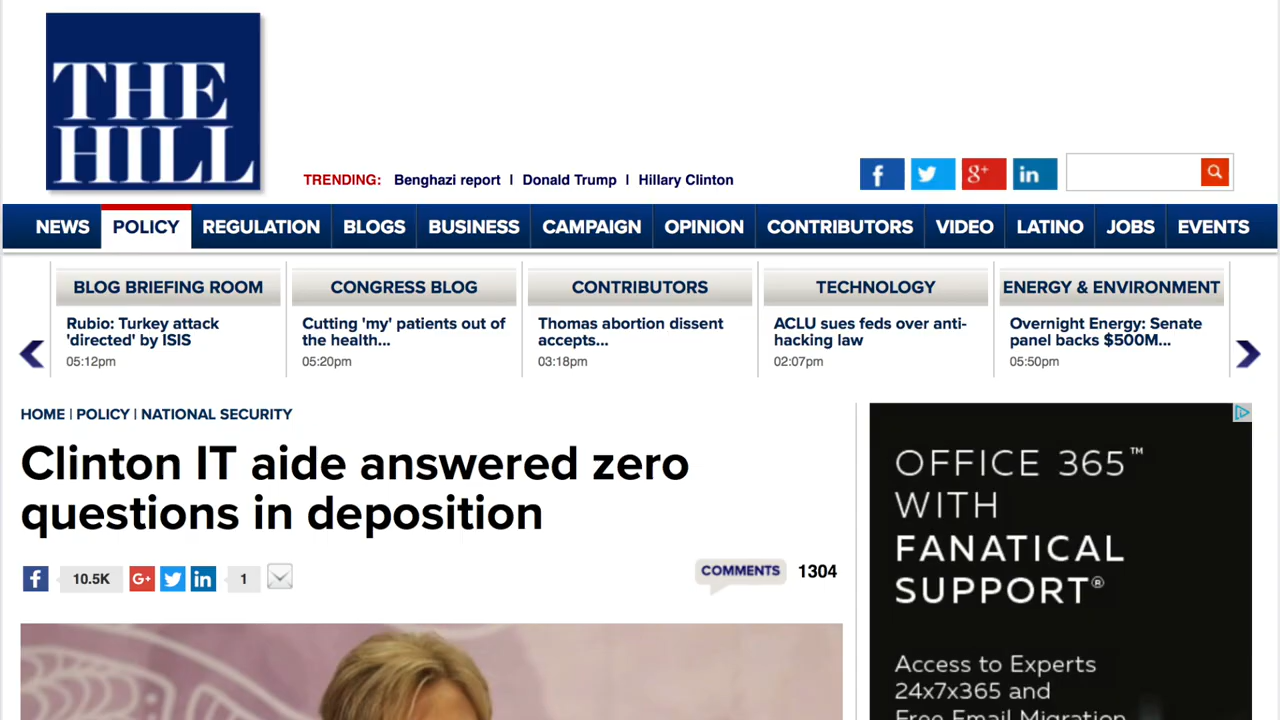 THE
HILL
TRENDING: Benghazi report | Donald Trump | Hillary Clinton
f
g+
in
NEWS POLICY REGULATION BLOGS BUSINESS CAMPAIGN OPINION CONTRIBUTORS VIDEO LATINO JOBS EVENTS
BLOG BRIEFING ROOM
Rubio: Turkey attack
'directed' by ISIS
05:12pm
CONGRESS BLOG
Cutting 'my' patients out of
the health...
05:20pm
CONTRIBUTORS
Thomas abortion dissent
accepts...
03:18pm
TECHNOLOGY
ACLU sues feds over anti-
hacking law
02:07pm
ENERGY & ENVIRONMENT
Overnight Energy: Senate
panel backs $500M...
05:50pm
HOME | POLICY | NATIONAL SECURITY
Clinton IT aide answered zero
questions in deposition
f 10.5K G+ in 1
COMMENTS 1304
OFFICE 365™
WITH
FANATICAL
SUPPORT®
Access to Experts
24x7x365 and
Free Email Migration